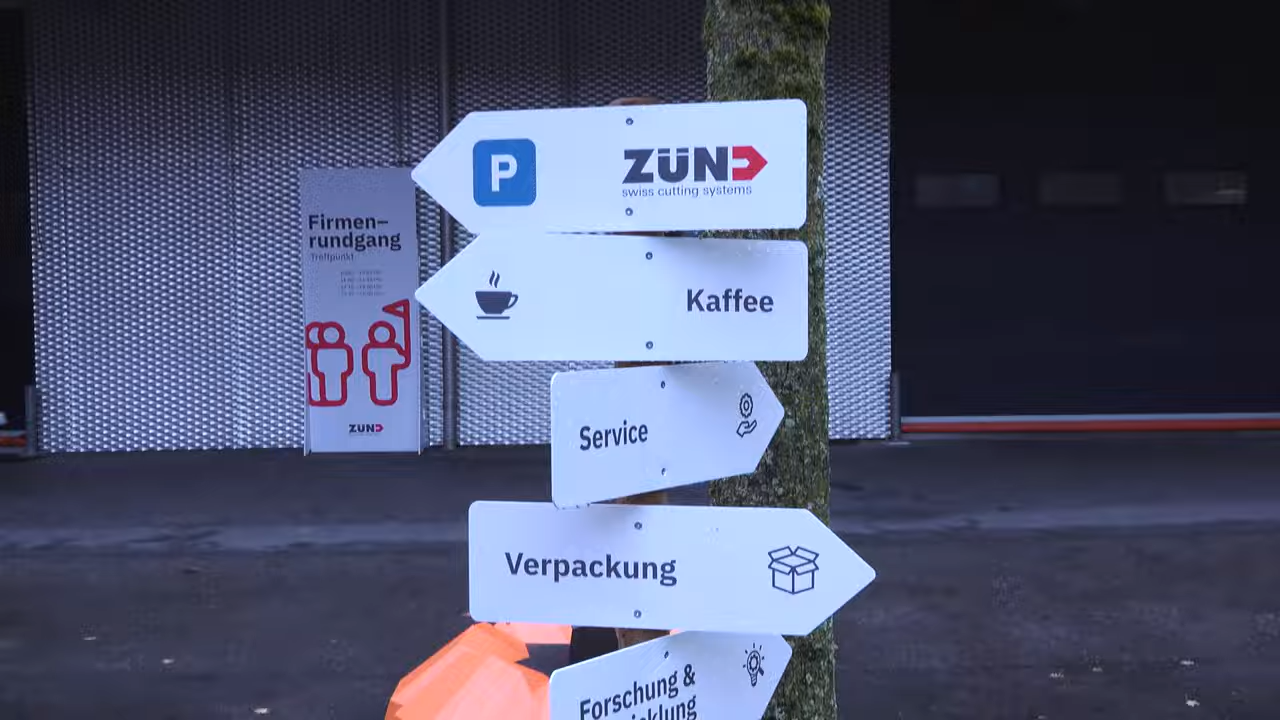 P
ZÜND
swiss cutting systems
Firmen-
rundgang
Treffpunkt
Kaffee
Service
Verpackung
ZÜND
Forschung &